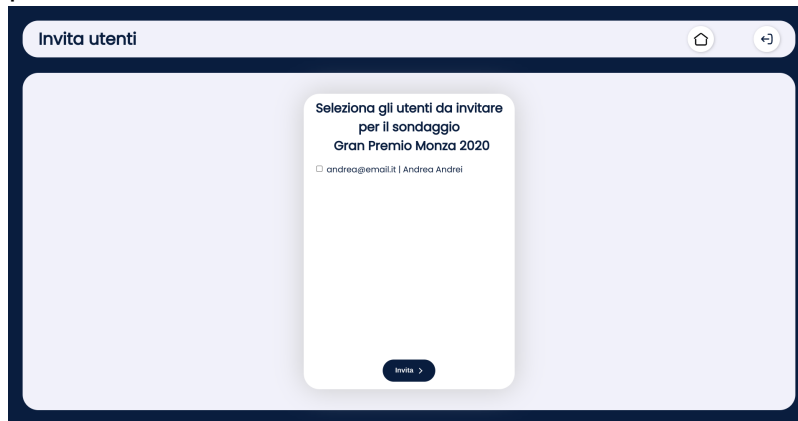 Invita utenti
Seleziona gli utenti da invitare
per il sondaggio
Gran Premio Monza 2020
andrea@email.it | Andrea Andrei
Invita